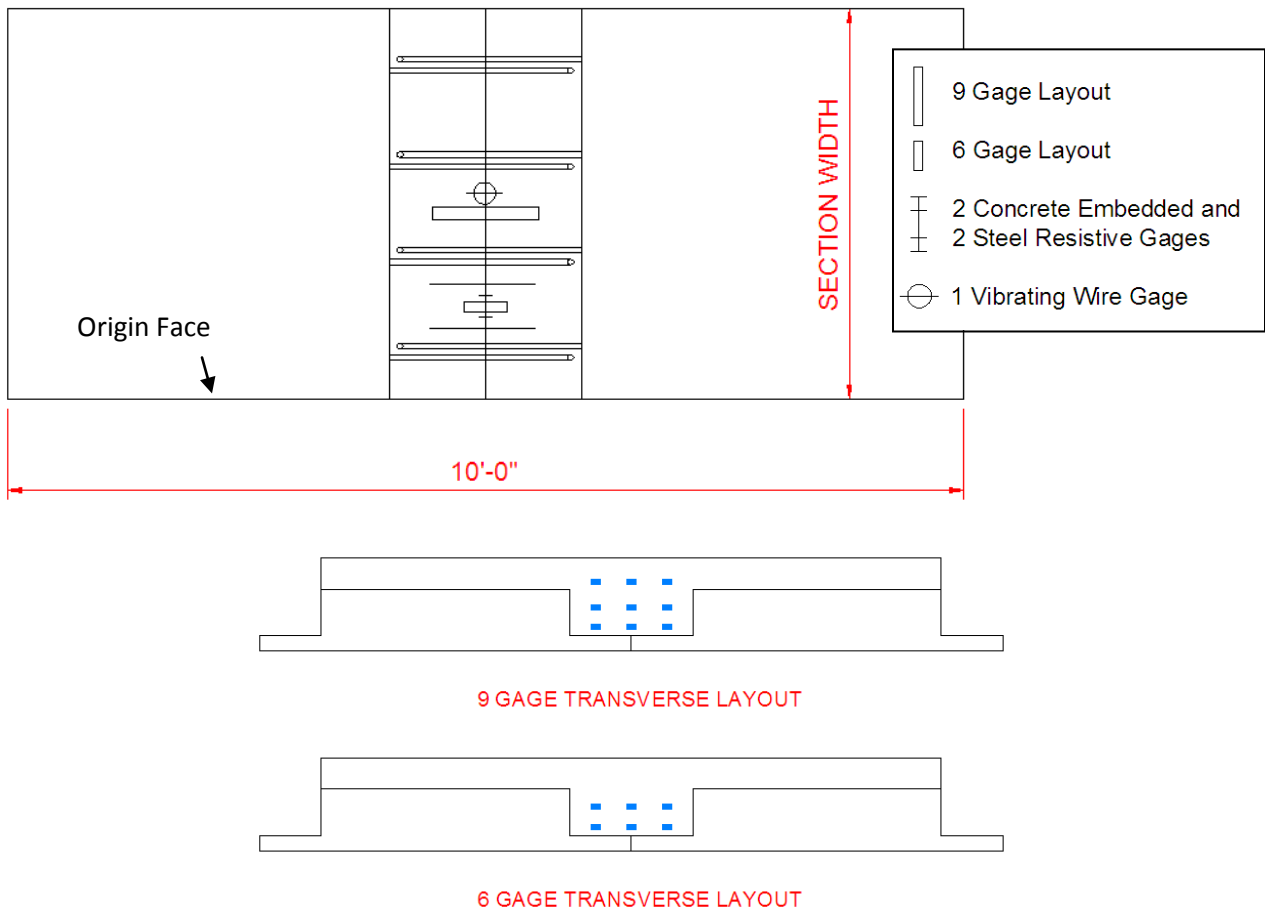 9 Gage Layout
6 Gage Layout
2 Concrete Embedded and
2 Steel Resistive Gages
1 Vibrating Wire Gage
SECTION WIDTH
Origin Face
10'-0"
9 GAGE TRANSVERSE LAYOUT
6 GAGE TRANSVERSE LAYOUT